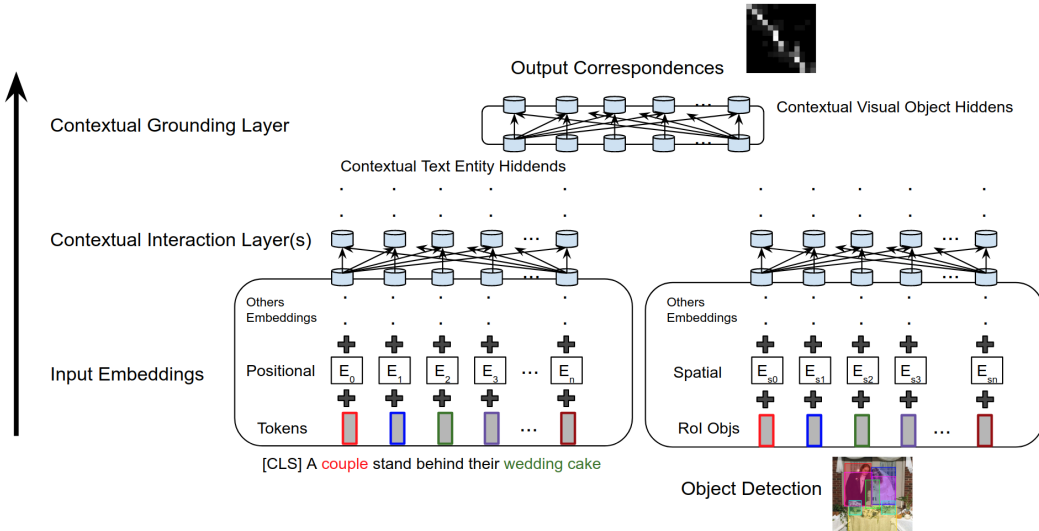 Output Correspondences
Contextual Visual Object Hiddens
Contextual Grounding Layer
Contextual Text Entity Hiddends
Contextual Interaction Layer(s)
...
Others
Embeddings
Others
Embeddings
Input Embeddings
Positional
E0 E1 E2 E3 ... En
Spatial
Es0 Es1 Es2 Es3 ... Esn
Tokens
...
RoI Objs
...
[CLS] A couple stand behind their wedding cake
Object Detection